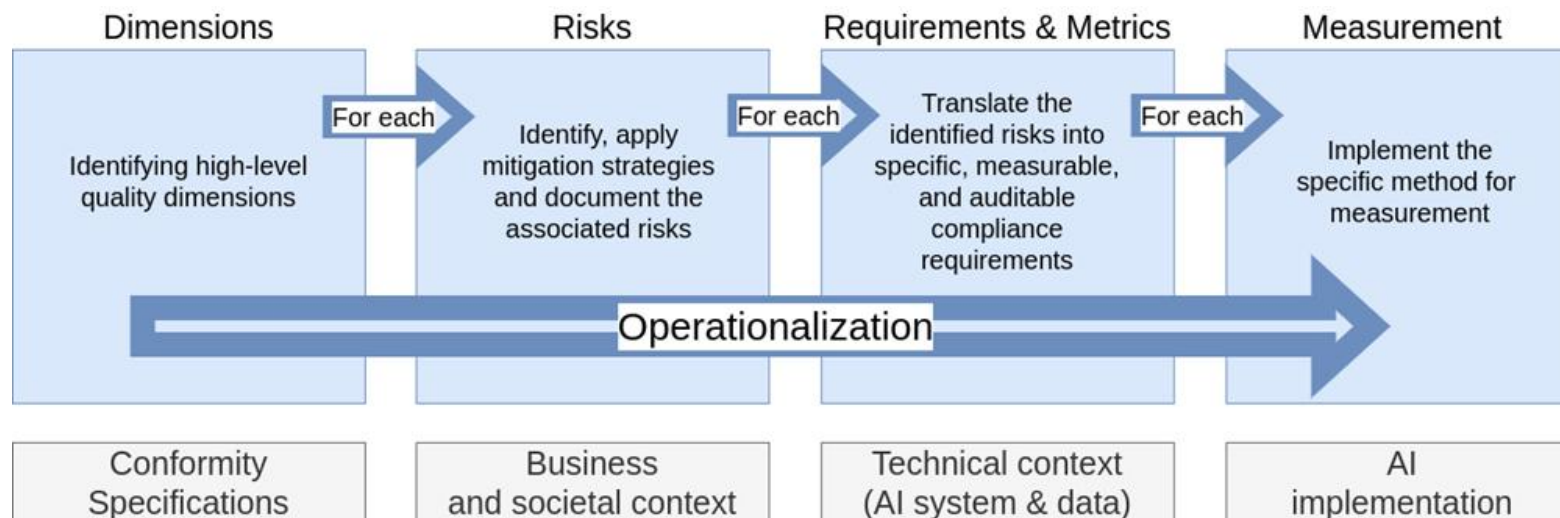 Dimensions
Risks
Requirements & Metrics
Measurement
For each
For each
For each
Identifying high-level
quality dimensions
Identify, apply
mitigation strategies
and document the
associated risks
Translate the
identified risks into
specific, measurable,
and auditable
compliance
requirements
Implement the
specific method for
measurement
Operationalization
Conformity
Specifications
Business
and societal context
Technical context
(AI system & data)
AI
implementation